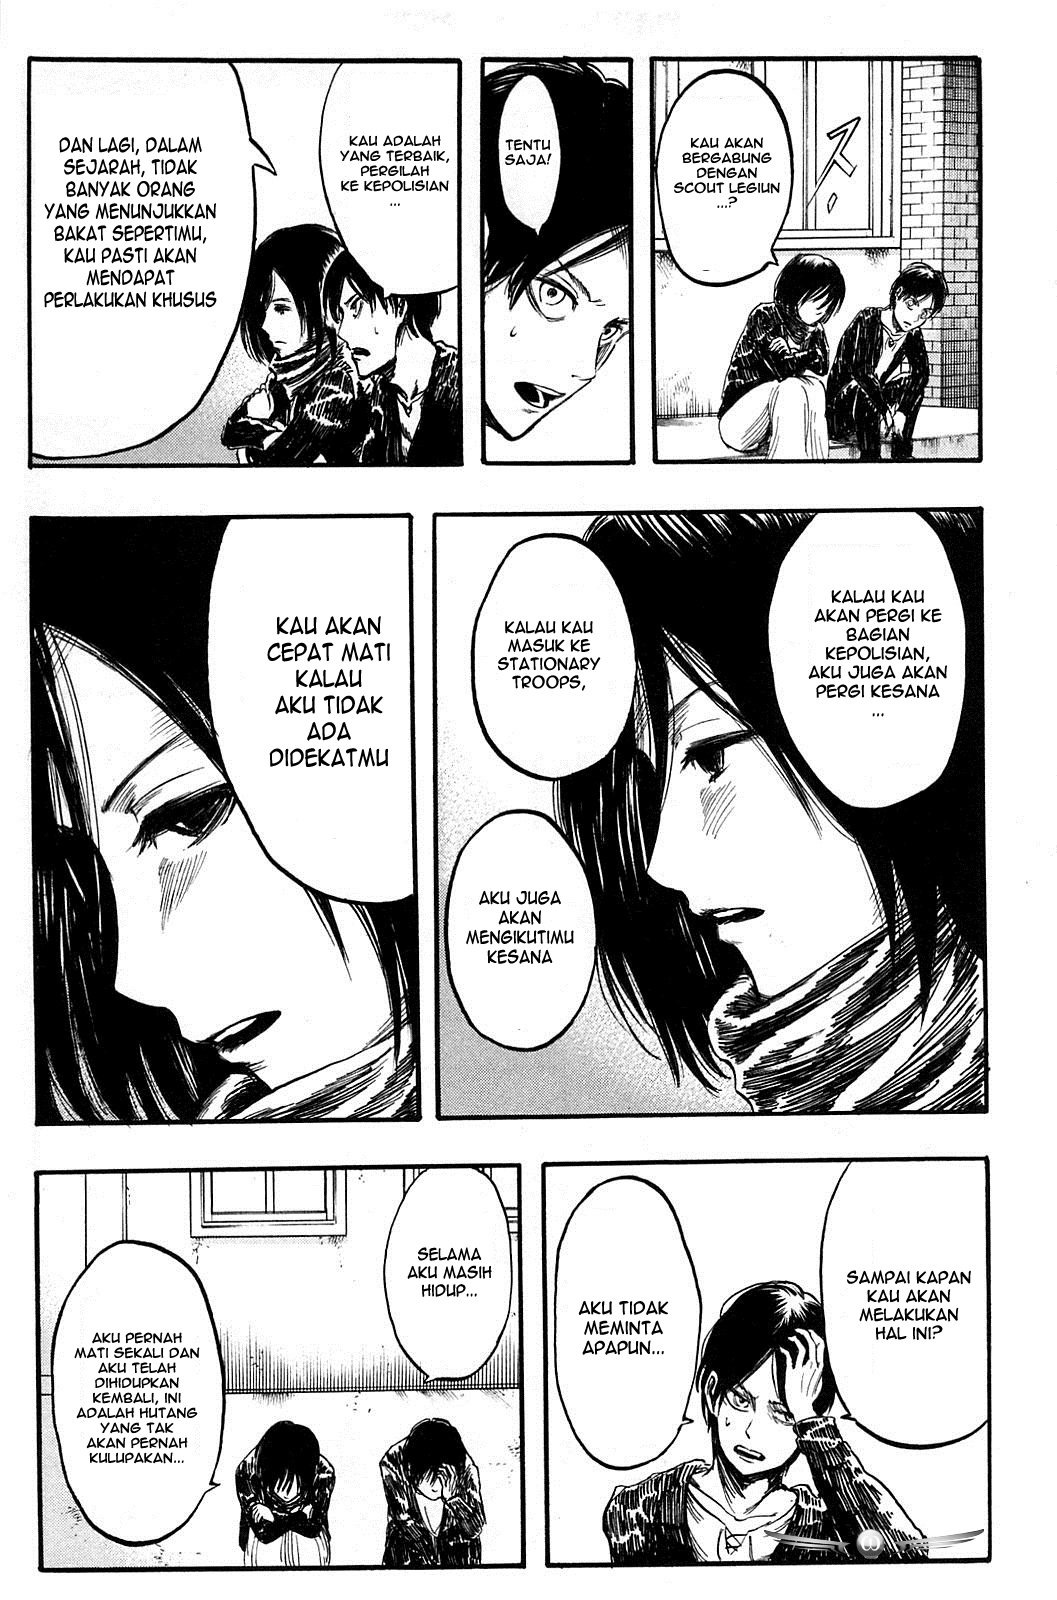 KAU AKAN
BERGABUNG
DENGAN
SCOUT LEGIUN
...?
ス
TENTU
SAJA!
KAU ADALAH
YANG TERBAIK,
PERGILAH
KE KEPOLISIAN
...
DAN LAGI, DALAM
SEJARAH, TIDAK
BANYAK ORANG
YANG MENUNJUKKAN
BAKAT SEPERTIMU,
KAU PASTI AKAN
MENDAPAT
PERLAKUKAN KHUSUS
KALAU KAU
AKAN PERGI KE
BAGIAN
KEPOLISIAN,
AKU JUGA AKAN
PERGI KESANA
...
KALAU KAU
MASUK KE
STATIONARY
TROOPS,
AKU JUGA
AKAN
MENGIKUTIMU
KESANA
KAU AKAN
CEPAT MATI
KALAU
AKU TIDAK
ADA
DIDEKATMU
SAMPAI KAPAN
KAU AKAN
MELAKUKAN
HAL INI?
AKU TIDAK
MEMINTA
APAPUN...
SELAMA
AKU MASIH
HIDUP...
AKU PERNAH
MATI SEKALI DAN
AKU TELAH
DIHIDUPKAN
KEMBALI, INI
ADALAH HUTANG
YANG TAK
AKAN PERNAH
KULUPAKAN...